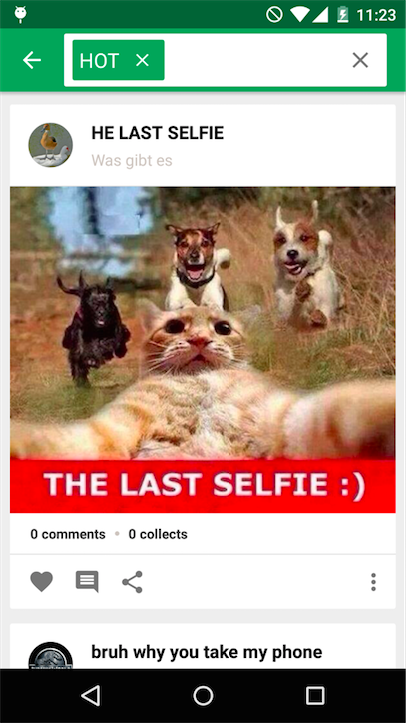 11:23
HOT
HE LAST SELFIE
Was gibt es
THE LAST SELFIE :)
0 comments • 0 collects
bruh why you take my phone